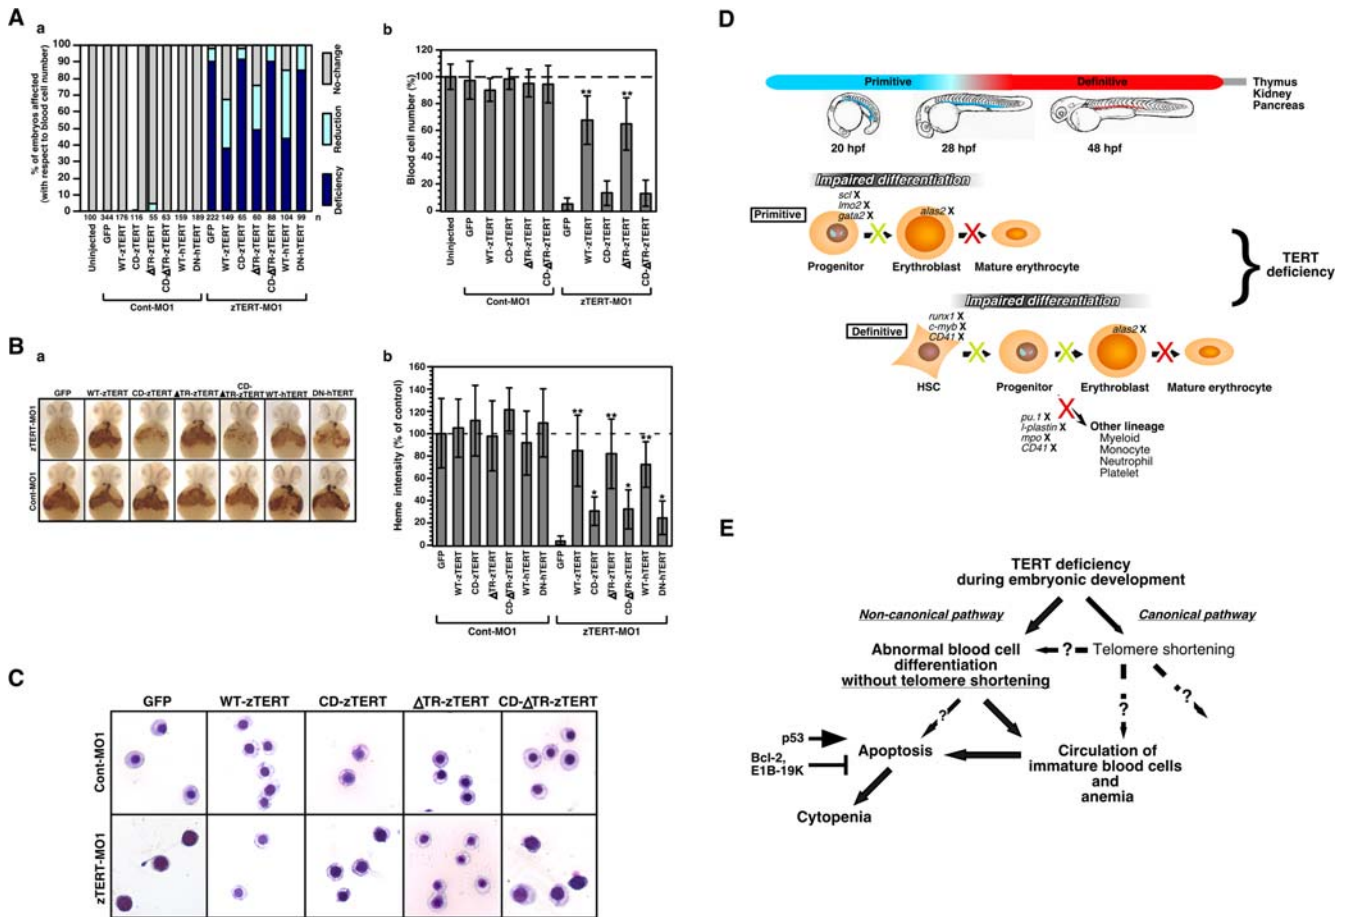 A
a
% of embryos affected
(with respect to blood cell number)
100
90
80
70
60
50
40
30
20
10
0
100 344 176 116 55 63 159 189 222 149 65 60 88 104 99 n
Uninjected
GFP
WT-zTERT
CD-zTERT
ΔTR-zTERT
CD-ΔTR-zTERT
WT-hTERT
DN-hTERT
GFP
WT-zTERT
CD-zTERT
ΔTR-zTERT
CD-ΔTR-zTERT
WT-hTERT
DN-hTERT
Cont-MO1
zTERT-MO1
No-change
Reduction
Deficiency
b
Blood cell number (%)
120
100
80
60
40
20
0
**
**
Uninjected
GFP
WT-zTERT
CD-zTERT
ΔTR-zTERT
CD-ΔTR-zTERT
GFP
WT-zTERT
CD-zTERT
ΔTR-zTERT
CD-ΔTR-zTERT
Cont-MO1
zTERT-MO1
B
a
GFP
WT-zTERT
CD-zTERT
▲TR-zTERT
CD-
▲TR-zTERT
WT-hTERT
DN-hTERT
zTERT-MO1
Cont-MO1
b
Heme intensity (% of control)
160
140
120
100
80
60
40
20
0
**
*
**
*
**
*
GFP
WT-zTERT
CD-zTERT
ΔTR-zTERT
CD-ΔTR-zTERT
WT-hTERT
DN-hTERT
GFP
WT-zTERT
CD-zTERT
ΔTR-zTERT
CD-ΔTR-zTERT
WT-hTERT
DN-hTERT
Cont-MO1
zTERT-MO1
C
GFP
WT-zTERT
CD-zTERT
ΔTR-zTERT
CD-ΔTR-zTERT
Cont-MO1
zTERT-MO1
D
Primitive
Definitive
Thymus
Kidney
Pancreas
20 hpf
28 hpf
48 hpf
Impaired differentiation
Primitive
scl X
lmo2 X
gata2 X
alas2 X
Progenitor
Erythroblast
Mature erythrocyte
TERT
deficiency
Impaired differentiation
Definitive
runx1 X
c-myb X
CD41 X
alas2 X
HSC
Progenitor
Erythroblast
Mature erythrocyte
pu.1 X
l-plastin X
mpo X
CD41 X
Other lineage
Myeloid
Monocyte
Neutrophil
Platelet
E
TERT deficiency
during embryonic development
Non-canonical pathway
Canonical pathway
Abnormal blood cell
differentiation
without telomere shortening
?
Telomere shortening
?
?
?
p53
Bcl-2,
E1B-19K
Apoptosis
Circulation of
immature blood cells
and
anemia
Cytopenia